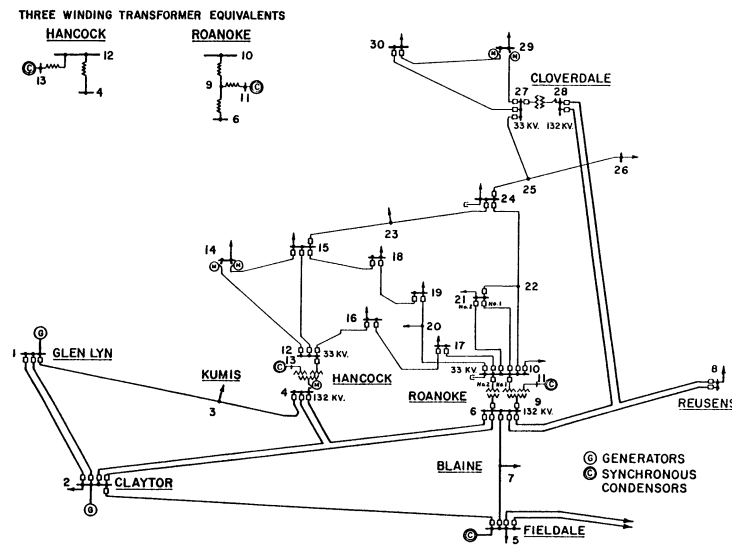 THREE WINDING TRANSFORMER EQUIVALENTS
HANCOCK
ROANOKE
12
C
13
4
10
9
C
11
6
30
M
M
29
CLOVERDALE
27
28
33 KV.
132 KV.
26
25
24
23
14
M
M
15
18
22
19
21
No.2
No.1
16
20
17
G
1
GLEN LYN
12
33 KV.
13
C
HANCOCK
M
4
132 KV.
KUMIS
3
33 KV.
10
No.2
No.1
11
C
ROANOKE
9
6
132 KV.
8
REUSENS
BLAINE
7
G GENERATORS
C SYNCHRONOUS
CONDENSORS
2
CLAYTOR
G
C
5
FIELDALE